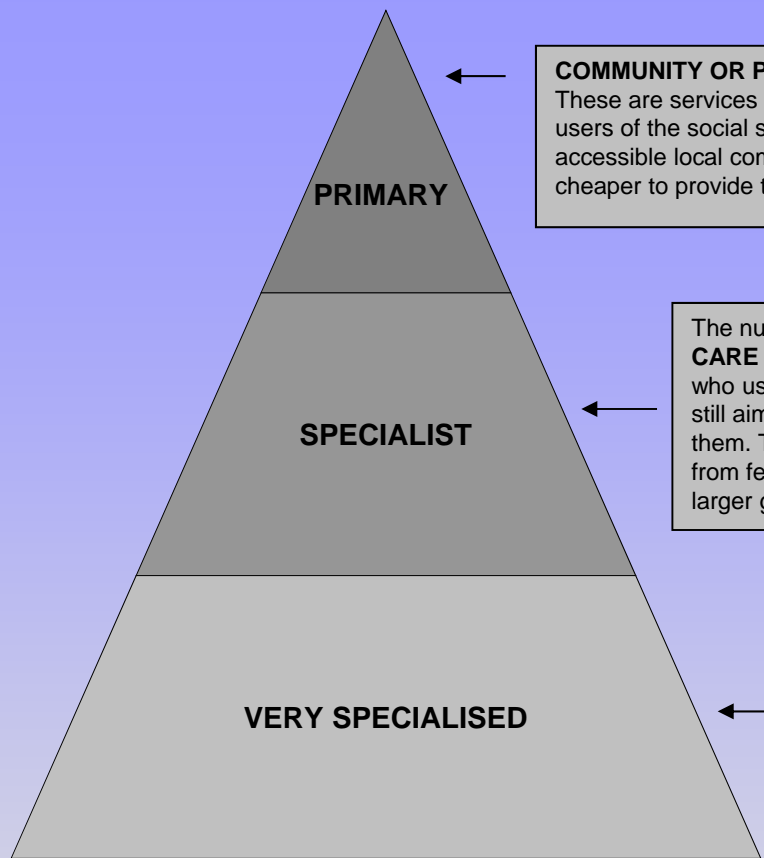 COMMUNITY OR P
These are services
users of the social s
accessible local con
cheaper to provide t
PRIMARY
The nu
CARE
who us
still aim
them. T
from fe
larger g
SPECIALIST
VERY SPECIALISED